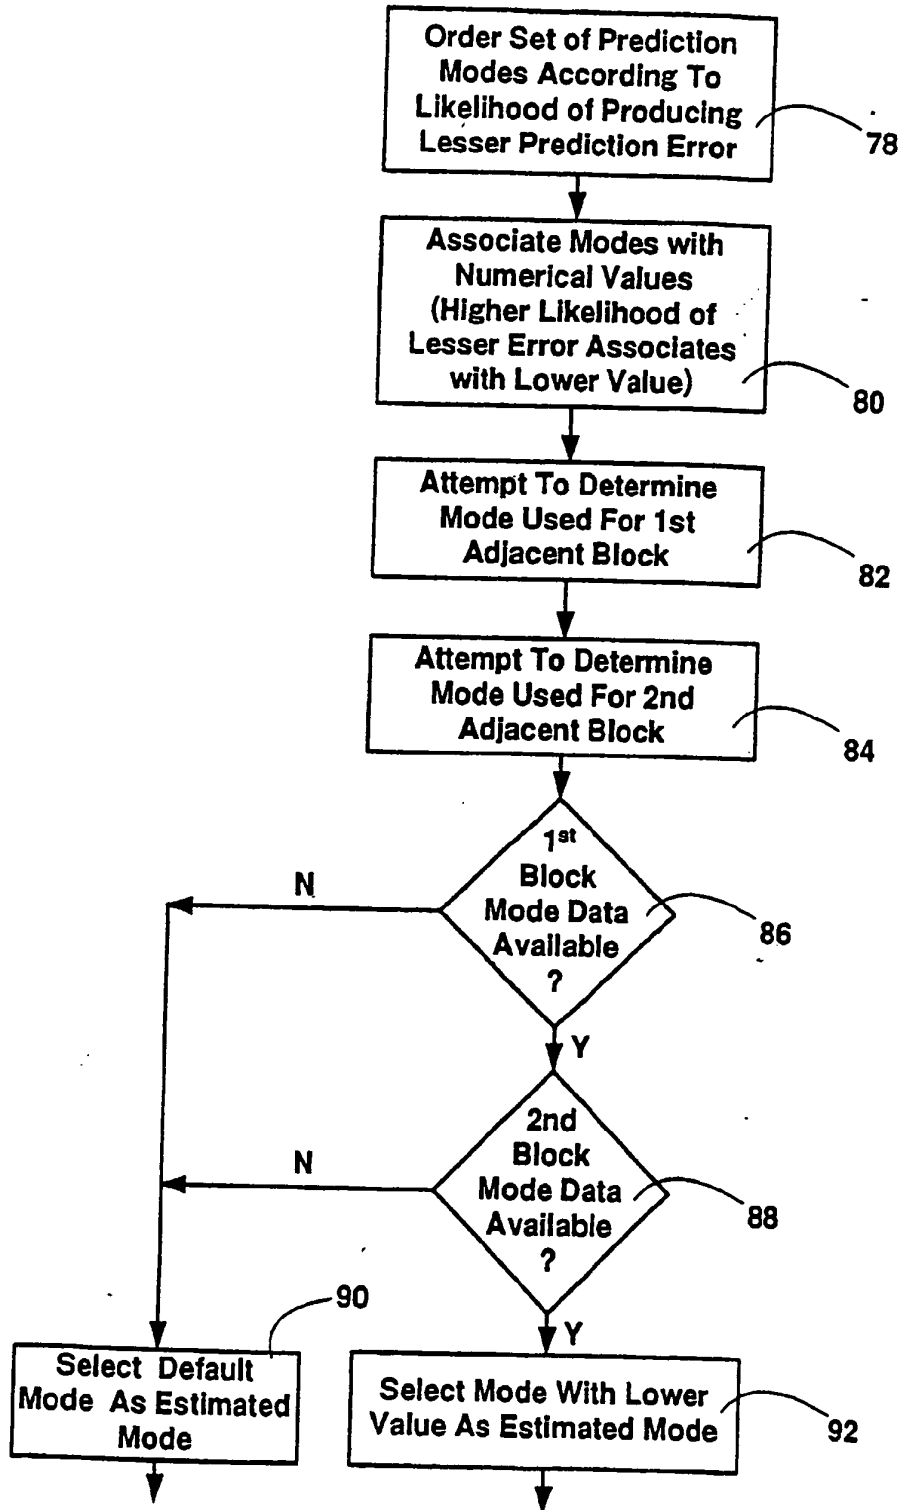 Order Set of Prediction
Modes According To
Likelihood of Producing
Lesser Prediction Error
78
Associate Modes with
Numerical Values
(Higher Likelihood of
Lesser Error Associates
with Lower Value)
80
Attempt To Determine
Mode Used For 1st
Adjacent Block
82
Attempt To Determine
Mode Used For 2nd
Adjacent Block
84
1st
Block
Mode Data
Available
?
86
N
Y
2nd
Block
Mode Data
Available
?
88
N
Y
90
Select Default
Mode As Estimated
Mode
Select Mode With Lower
Value As Estimated Mode
92